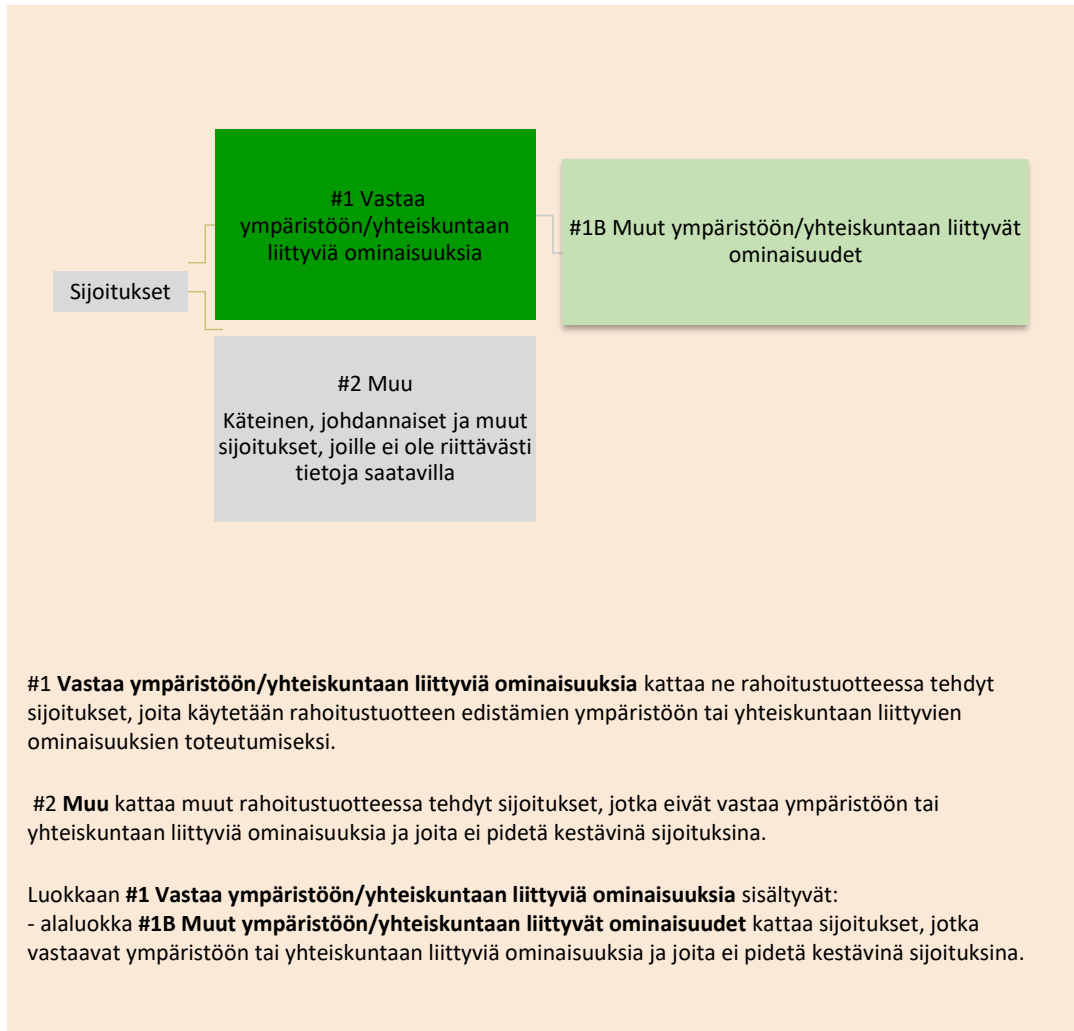 #1 Vastaa
ympäristöön/yhteiskuntaan
liittyviä ominaisuuksia
#1B Muut ympäristöön/yhteiskuntaan liittyvät
ominaisuudet
Sijoitukset
#2 Muu
Käteinen, johdannaiset ja muut
sijoitukset, joille ei ole riittävästi
tietoja saatavilla
#1 Vastaa ympäristöön/yhteiskuntaan liittyviä ominaisuuksia kattaa ne rahoitustuotteessa tehdyt
sijoitukset, joita käytetään rahoitustuotteen edistämien ympäristöön tai yhteiskuntaan liittyvien
ominaisuuksien toteutumiseksi.
#2 Muu kattaa muut rahoitustuotteessa tehdyt sijoitukset, jotka eivät vastaa ympäristöön tai
yhteiskuntaan liittyviä ominaisuuksia ja joita ei pidetä kestävinä sijoituksina.
Luokkaan #1 Vastaa ympäristöön/yhteiskuntaan liittyviä ominaisuuksia sisältyvät:
- alaluokka #1B Muut ympäristöön/yhteiskuntaan liittyvät ominaisuudet kattaa sijoitukset, jotka
vastaavat ympäristöön tai yhteiskuntaan liittyviä ominaisuuksia ja joita ei pidetä kestävinä sijoituksina.